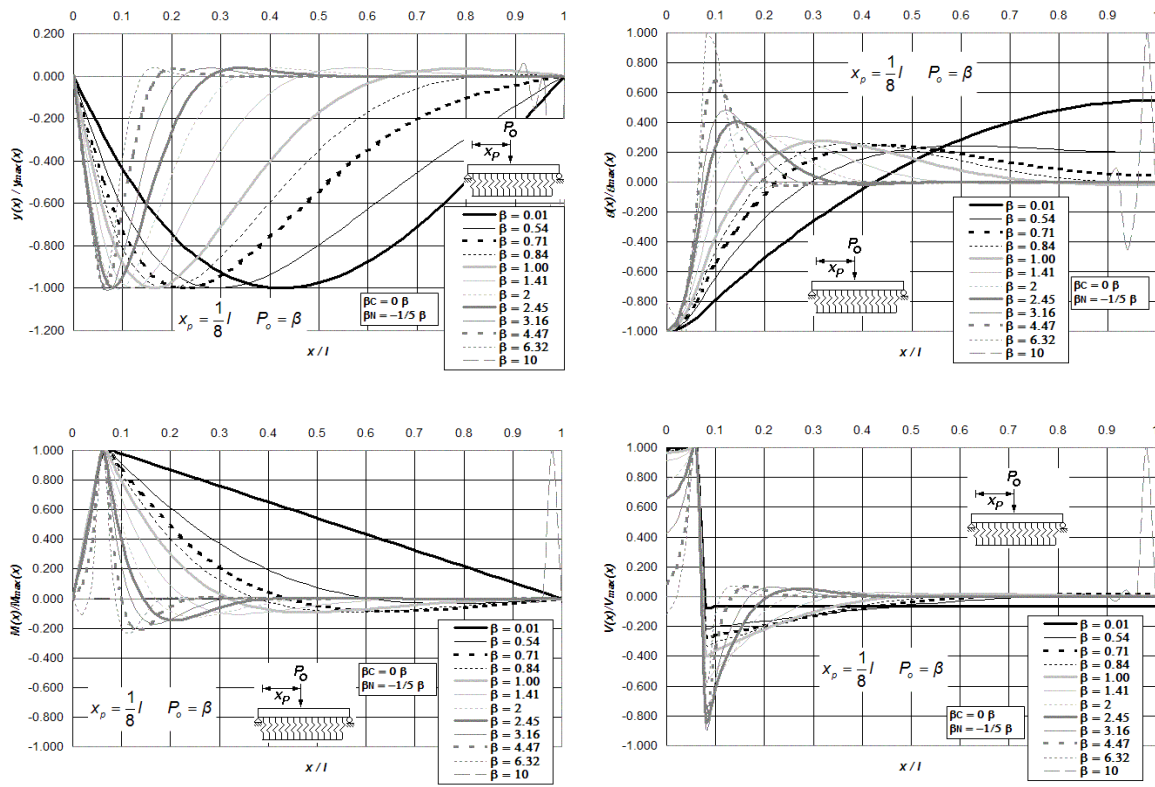 0 0.1 0.2 0.3 0.4 0.5 0.6 0.7 0.8 0.9 1
0.200
0.000
-0.200
-0.400
-0.600
-0.800
-1.000
-1.200
y(x) / ymax(x)
P₀
xP
βC = 0 β
βN = −1/5 β
xp = 1/8 l P₀ = β
x / l
β = 0.01
β = 0.54
β = 0.71
β = 0.84
β = 1.00
β = 1.41
β = 2
β = 2.45
β = 3.16
β = 4.47
β = 6.32
β = 10
0 0.1 0.2 0.3 0.4 0.5 0.6 0.7 0.8 0.9 1
1.000
0.800
0.600
0.400
0.200
0.000
-0.200
-0.400
-0.600
-0.800
-1.000
xp = 1/8 l P₀ = β
P₀
xP
βC = 0 β
βN = −1/5 β
x / l
β = 0.01
β = 0.54
β = 0.71
β = 0.84
β = 1.00
β = 1.41
β = 2
β = 2.45
β = 3.16
β = 4.47
β = 6.32
β = 10
0 0.1 0.2 0.3 0.4 0.5 0.6 0.7 0.8 0.9 1
1.000
0.800
0.600
0.400
0.200
0.000
-0.200
-0.400
-0.600
-0.800
-1.000
M(x)/Mmax(x)
xp = 1/8 l P₀ = β
P₀
xP
βC = 0 β
βN = −1/5 β
x / l
β = 0.01
β = 0.54
β = 0.71
β = 0.84
β = 1.00
β = 1.41
β = 2
β = 2.45
β = 3.16
β = 4.47
β = 6.32
β = 10
0 0.1 0.2 0.3 0.4 0.5 0.6 0.7 0.8 0.9 1
1.000
0.800
0.600
0.400
0.200
0.000
-0.200
-0.400
-0.600
-0.800
-1.000
V(x)/Vmax(x)
P₀
xP
xp = 1/8 l P₀ = β
βC = 0 β
βN = −1/5 β
x / l
β = 0.01
β = 0.54
β = 0.71
β = 0.84
β = 1.00
β = 1.41
β = 2
β = 2.45
β = 3.16
β = 4.47
β = 6.32
β = 10